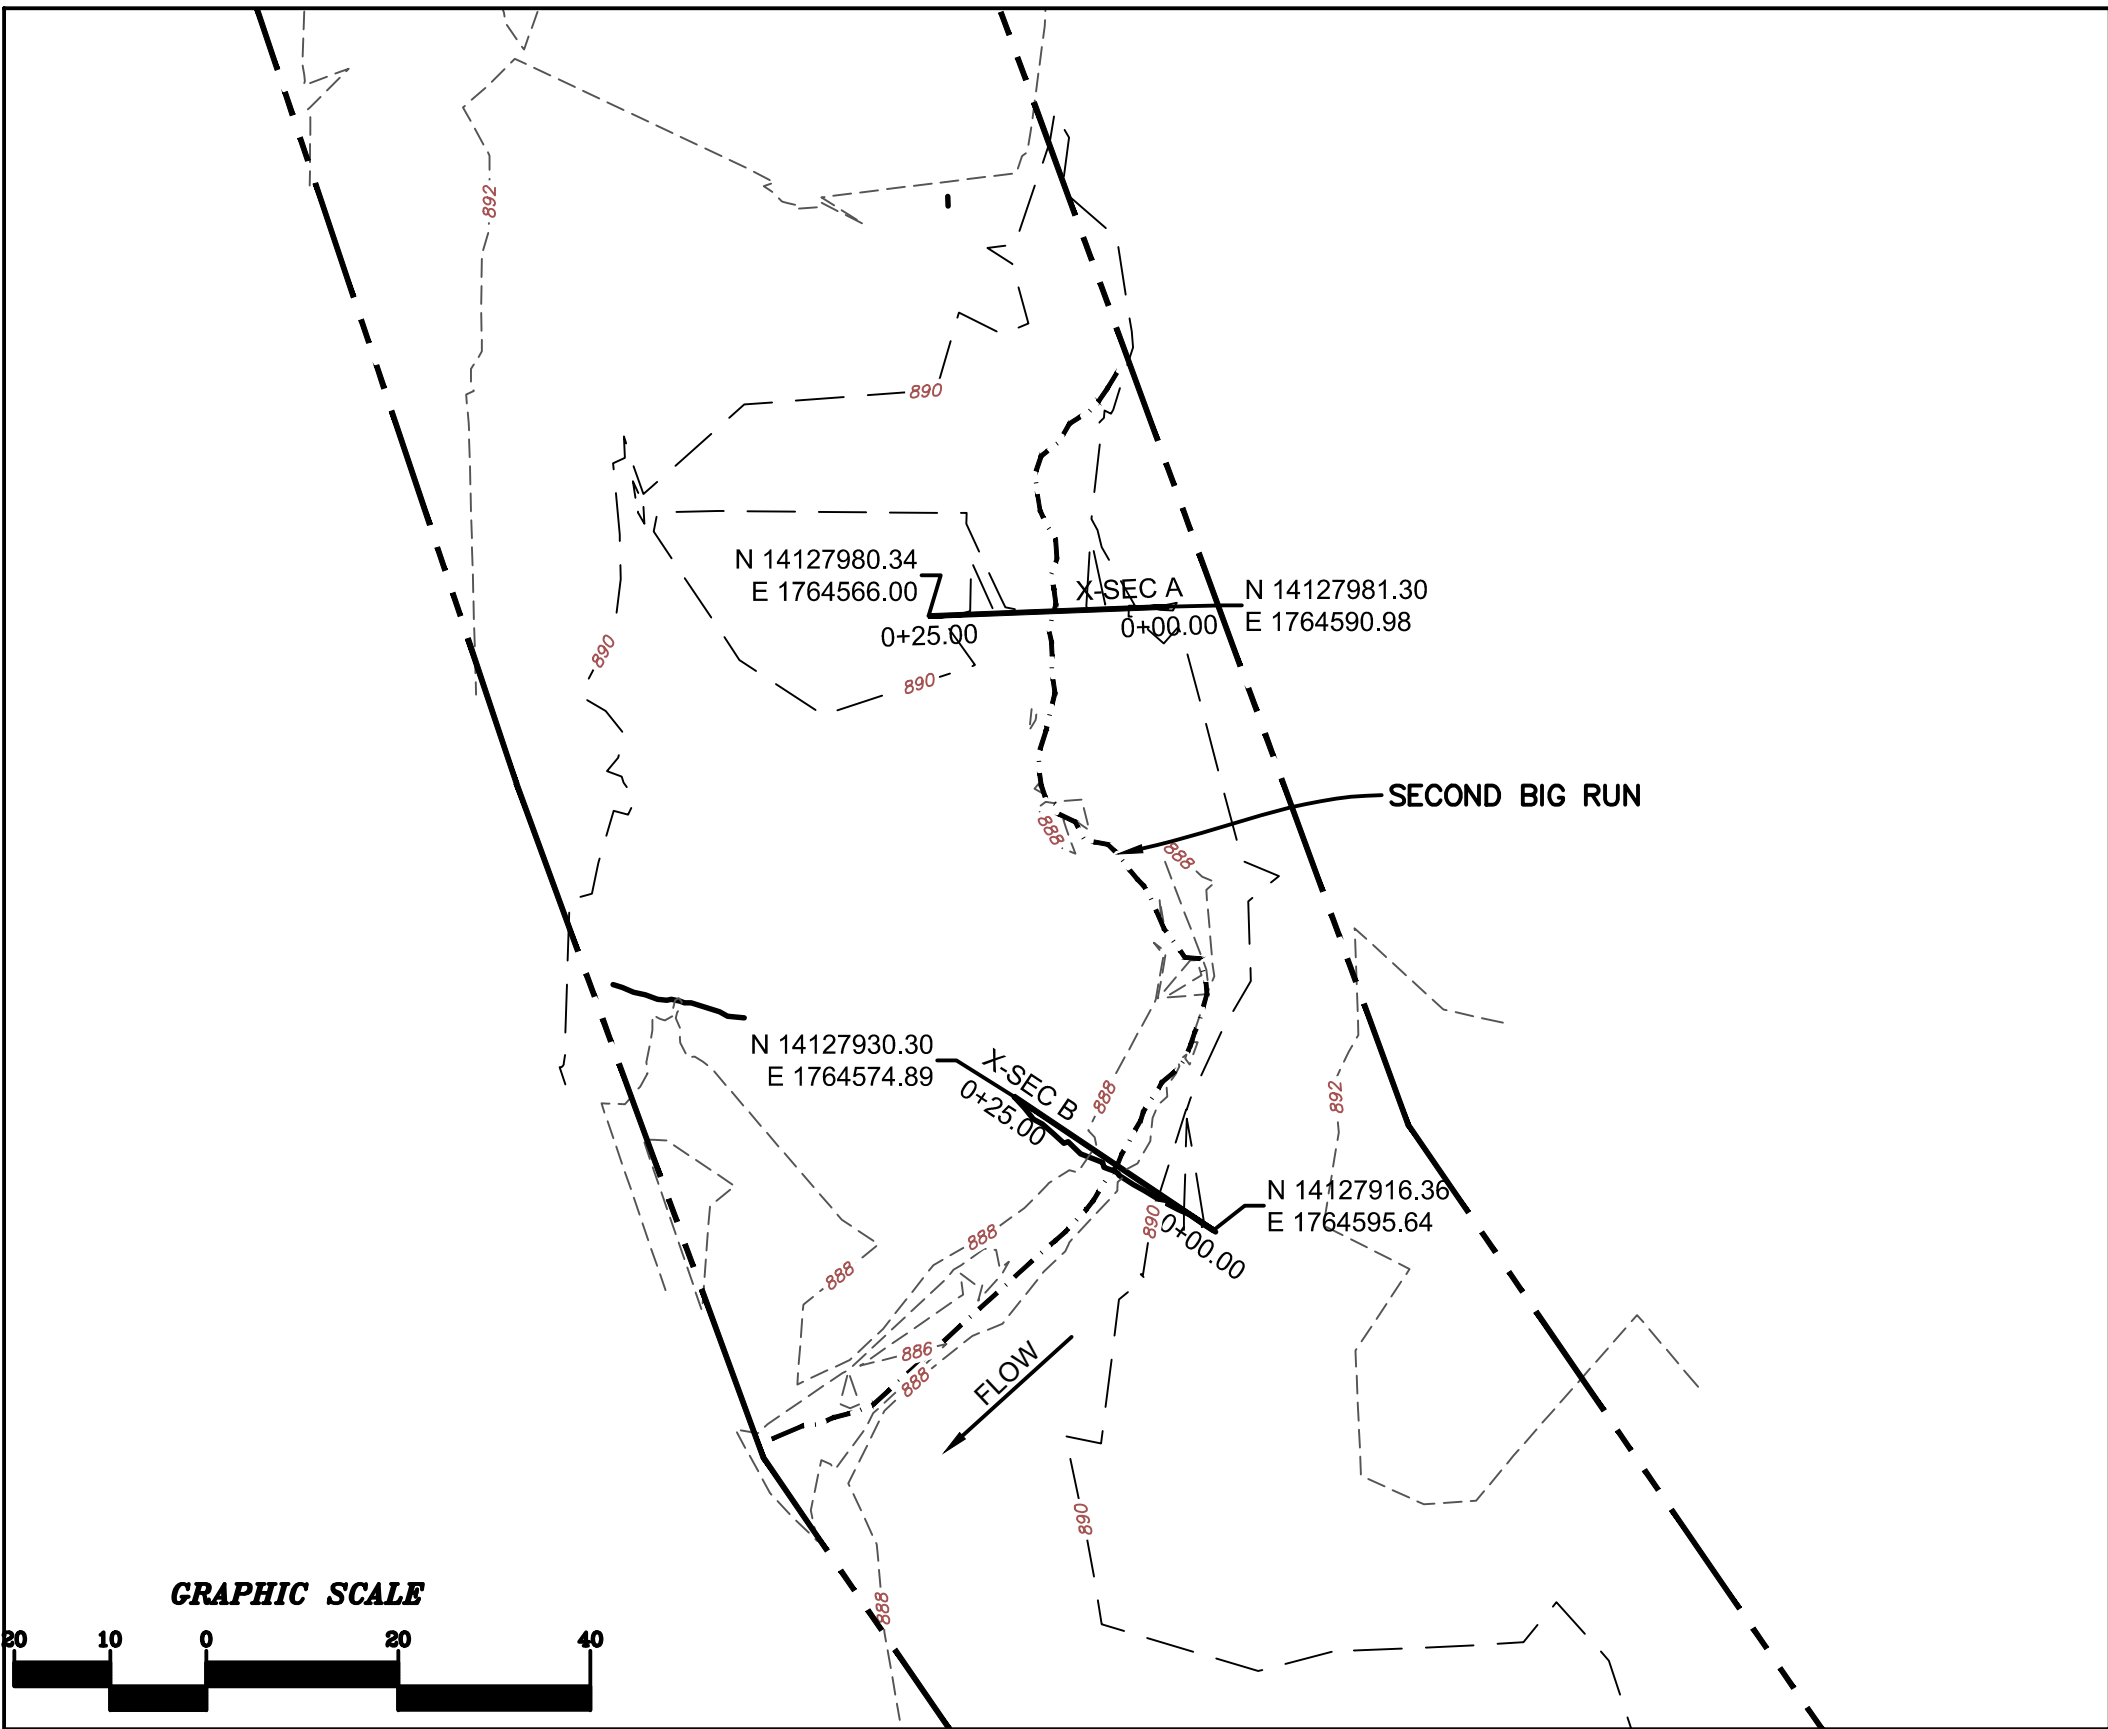 892
890
N 14127980.34
E 1764566.00
X-SEC A
N 14127981.30
E 1764590.98
0+25.00
0+00.00
890
890
SECOND BIG RUN
888
888
N 14127930.30
E 1764574.89
X-SEC B
0+25.00
888
892
N 14127916.36
E 1764595.64
890
0+00.00
888
888
886
888
FLOW
890
888
GRAPHIC SCALE
20 10 0 20 40